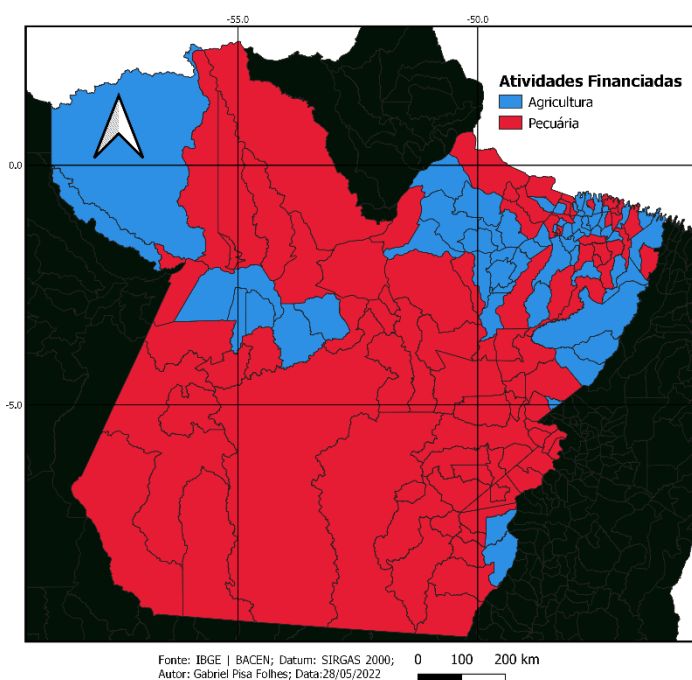 -55.0 -50.0
Atividades Financiadas
Agricultura
Pecuária
0.0
-5.0
Fonte: IBGE | BACEN; Datum: SIRGAS 2000;
Autor: Gabriel Pisa Folhes; Data:28/05/2022
0 100 200 km